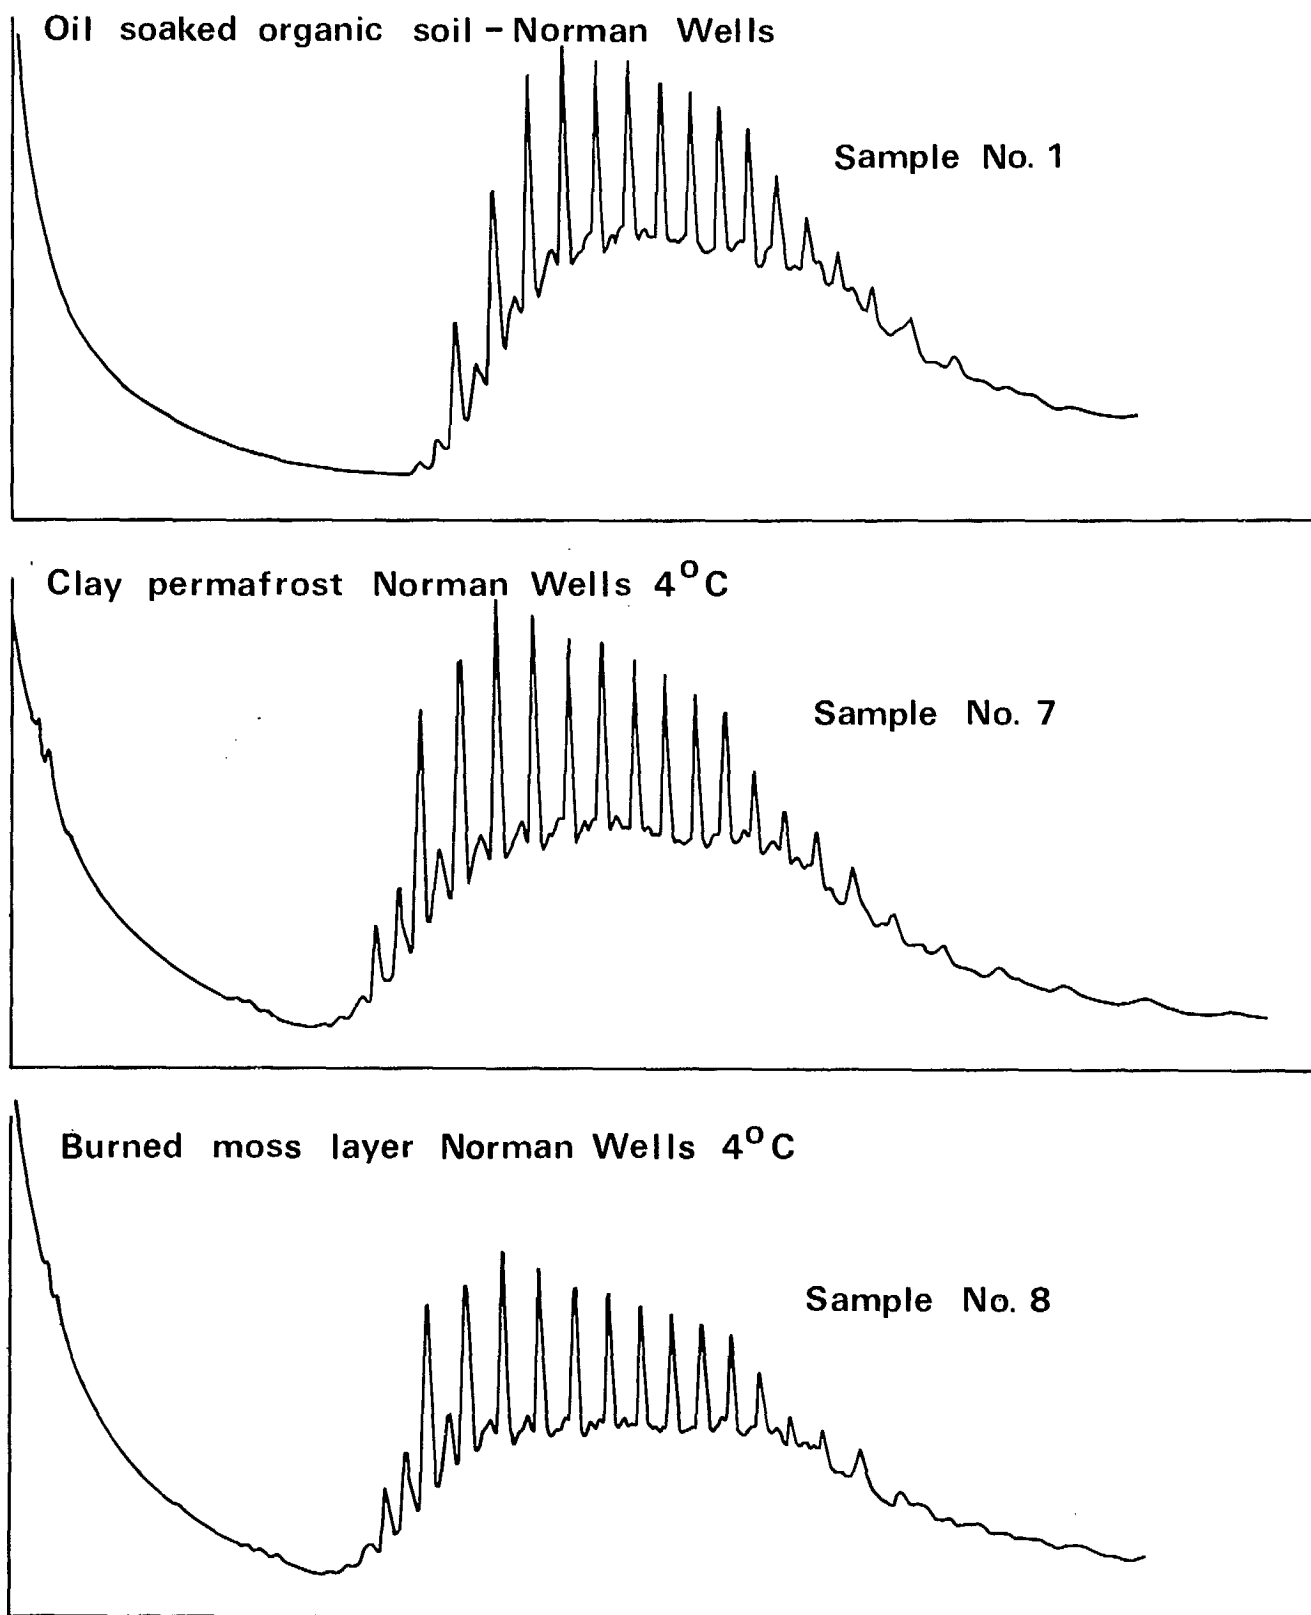 Oil soaked organic soil – Norman Wells
Sample No. 1
Clay permafrost Norman Wells 4°C
Sample No. 7
Burned moss layer Norman Wells 4°C
Sample No. 8